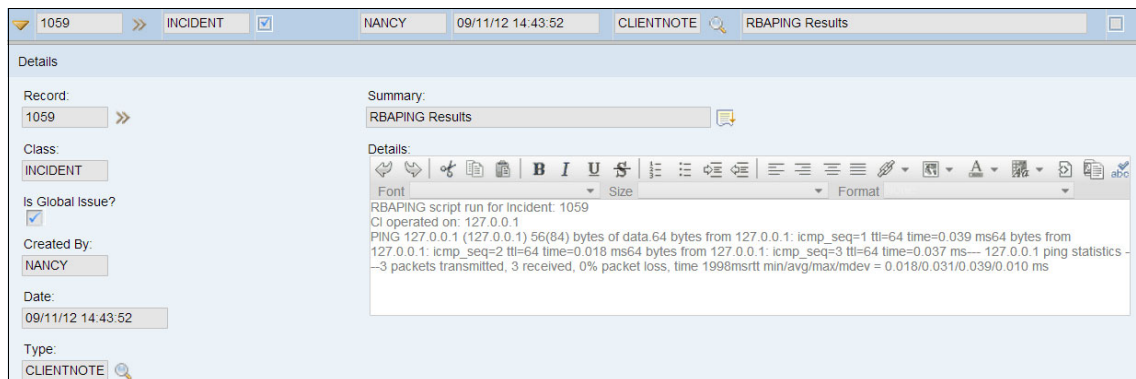 1059 INCIDENT NANCY 09/11/12 14:43:52 CLIENTNOTE RBAPING Results
Details
Record:
1059
Class:
INCIDENT
Is Global Issue?
Created By:
NANCY
Date:
09/11/12 14:43:52
Type:
CLIENTNOTE
Summary:
RBAPING Results
Details:
B I U S abc
Font Size Format
RBAPING script run for Incident: 1059
CI operated on: 127.0.0.1
PING 127.0.0.1 (127.0.0.1) 56(84) bytes of data.64 bytes from 127.0.0.1: icmp_seq=1 ttl=64 time=0.039 ms64 bytes from
127.0.0.1: icmp_seq=2 ttl=64 time=0.018 ms64 bytes from 127.0.0.1: icmp_seq=3 ttl=64 time=0.037 ms--- 127.0.0.1 ping statistics -
--3 packets transmitted, 3 received, 0% packet loss, time 1998msrtt min/avg/max/mdev = 0.018/0.031/0.039/0.010 ms